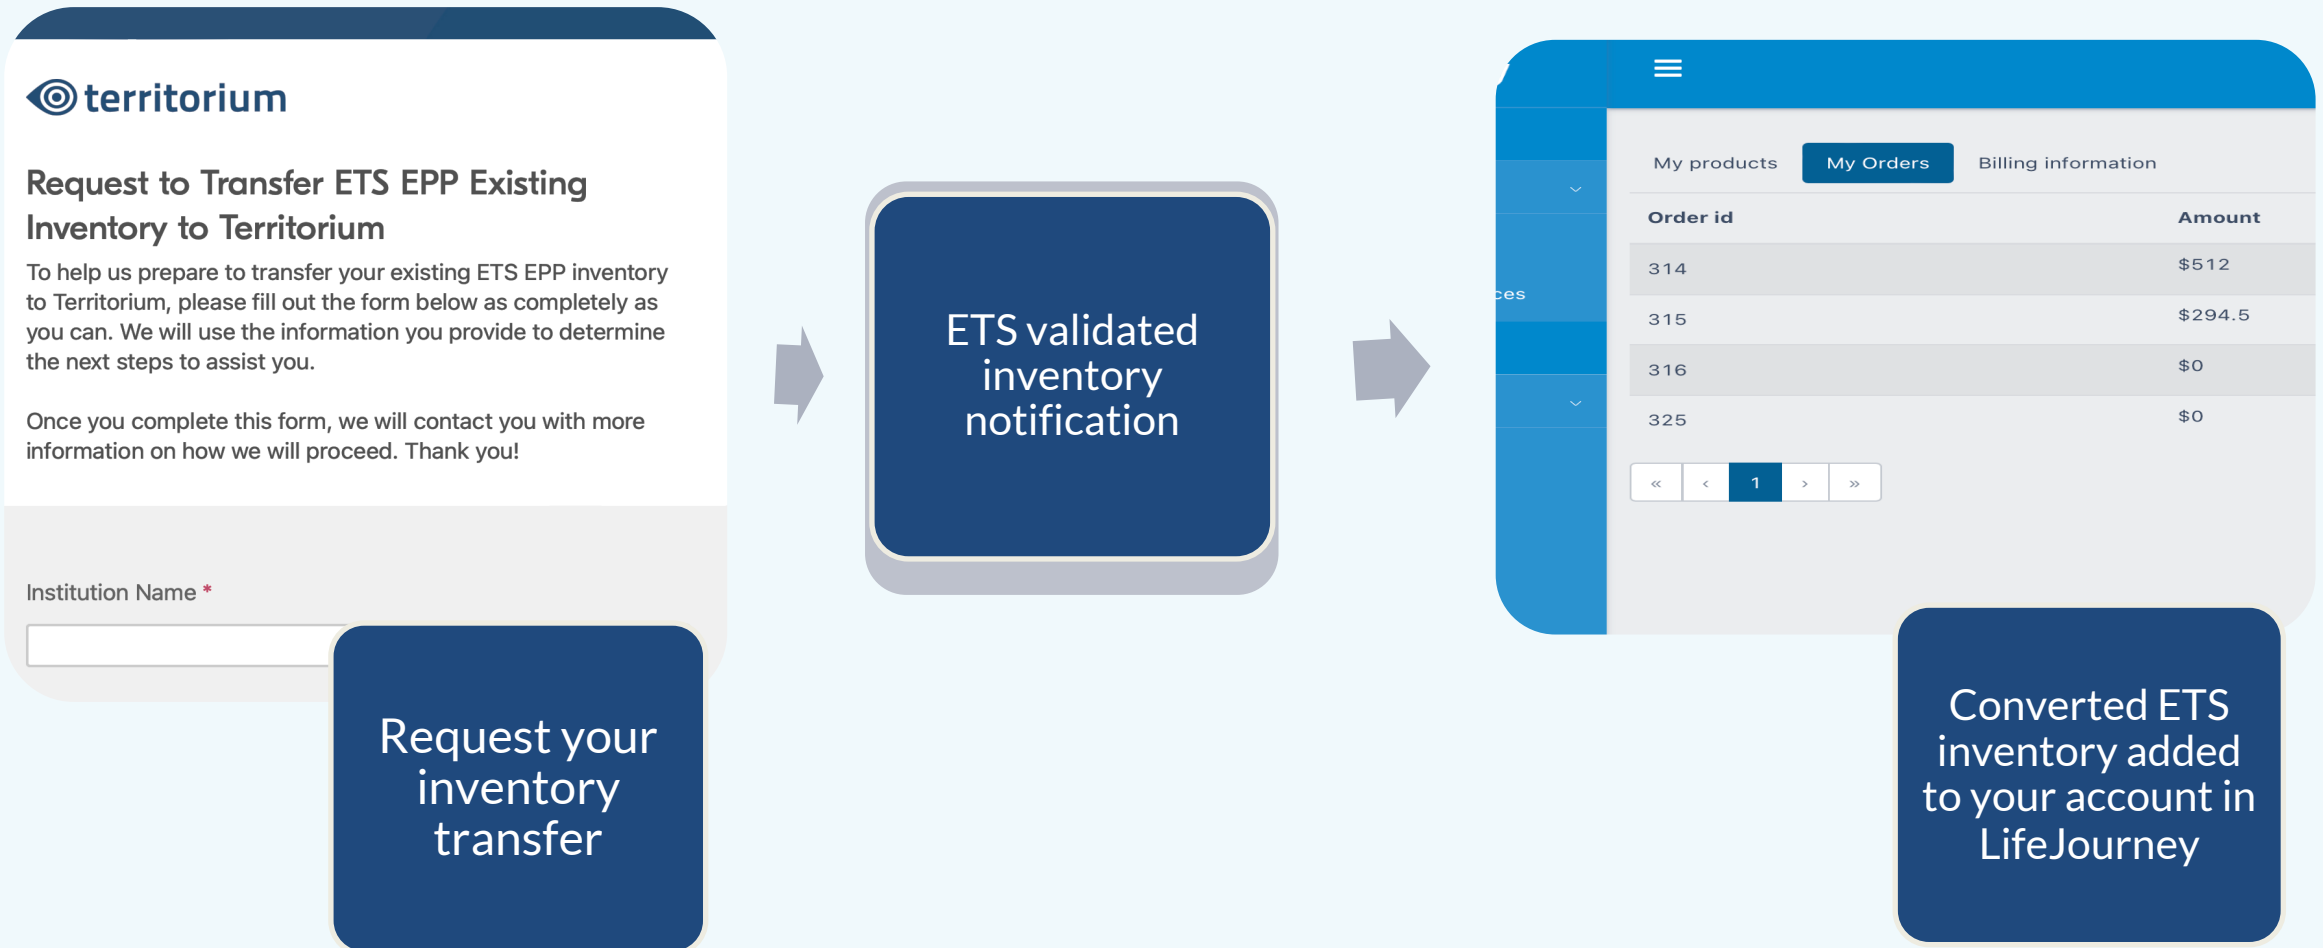 territorium
Request to Transfer ETS EPP Existing
Inventory to Territorium
To help us prepare to transfer your existing ETS EPP inventory
to Territorium, please fill out the form below as completely as
you can. We will use the information you provide to determine
the next steps to assist you.
Once you complete this form, we will contact you with more
information on how we will proceed. Thank you!
Institution Name *
Request your
inventory
transfer
ETS validated
inventory
notification
ces
My products My Orders Billing information
Order id Amount
314 $512
315 $294.5
316 $0
325 $0
« ‹ 1 › »
Converted ETS
inventory added
to your account in
LifeJourney